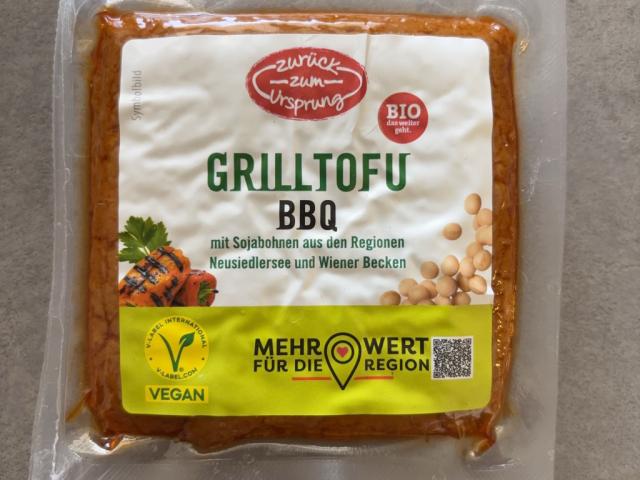 zurück
zum
Ursprung
Symbolbild
BIO
das weiter
geht.
GRILLTOFU
BBQ
mit Sojabohnen aus den Regionen
Neusiedlersee und Wiener Becken
V-LABEL INTERNATIONAL
V-LABEL.COM
VEGAN
MEHR WERT
FÜR DIE REGION